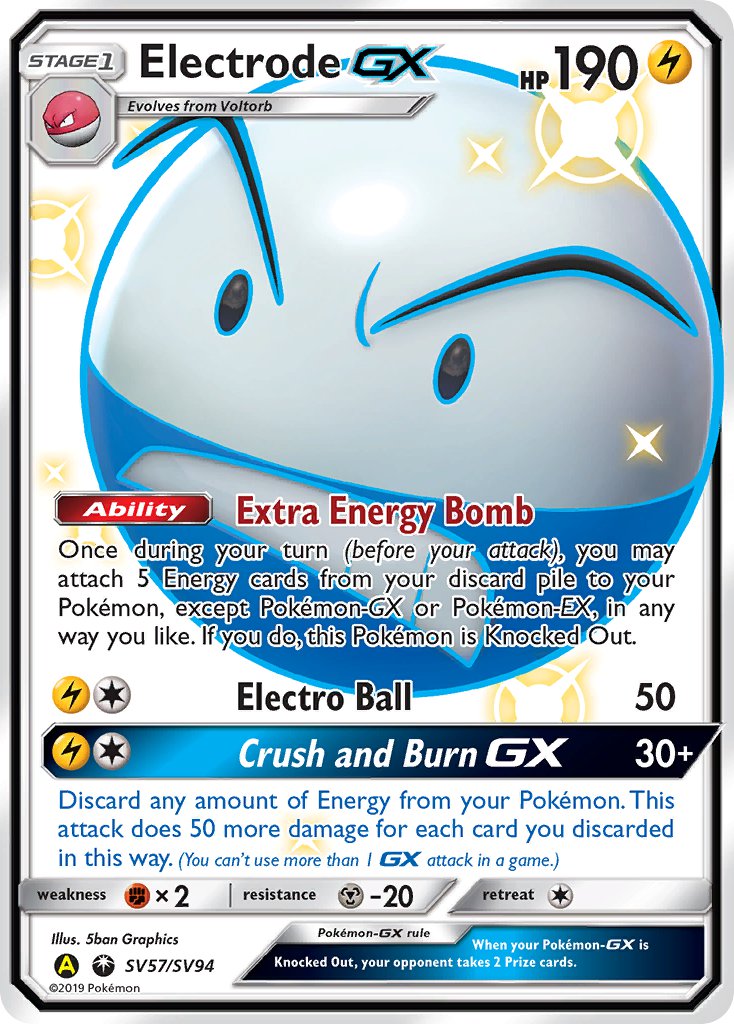 STAGE 1 Electrode GX HP 190
Evolves from Voltorb
Ability Extra Energy Bomb
Once during your turn (before your attack), you may
attach 5 Energy cards from your discard pile to your
Pokémon, except Pokémon-GX or Pokémon-EX, in any
way you like. If you do, this Pokémon is Knocked Out.
Electro Ball 50
Crush and Burn GX 30+
Discard any amount of Energy from your Pokémon. This
attack does 50 more damage for each card you discarded
in this way. (You can't use more than 1 GX attack in a game.)
weakness × 2 resistance -20 retreat
Illus. 5ban Graphics
Pokémon-GX rule
When your Pokémon-GX is
Knocked Out, your opponent takes 2 Prize cards.
A SV57/SV94
©2019 Pokémon